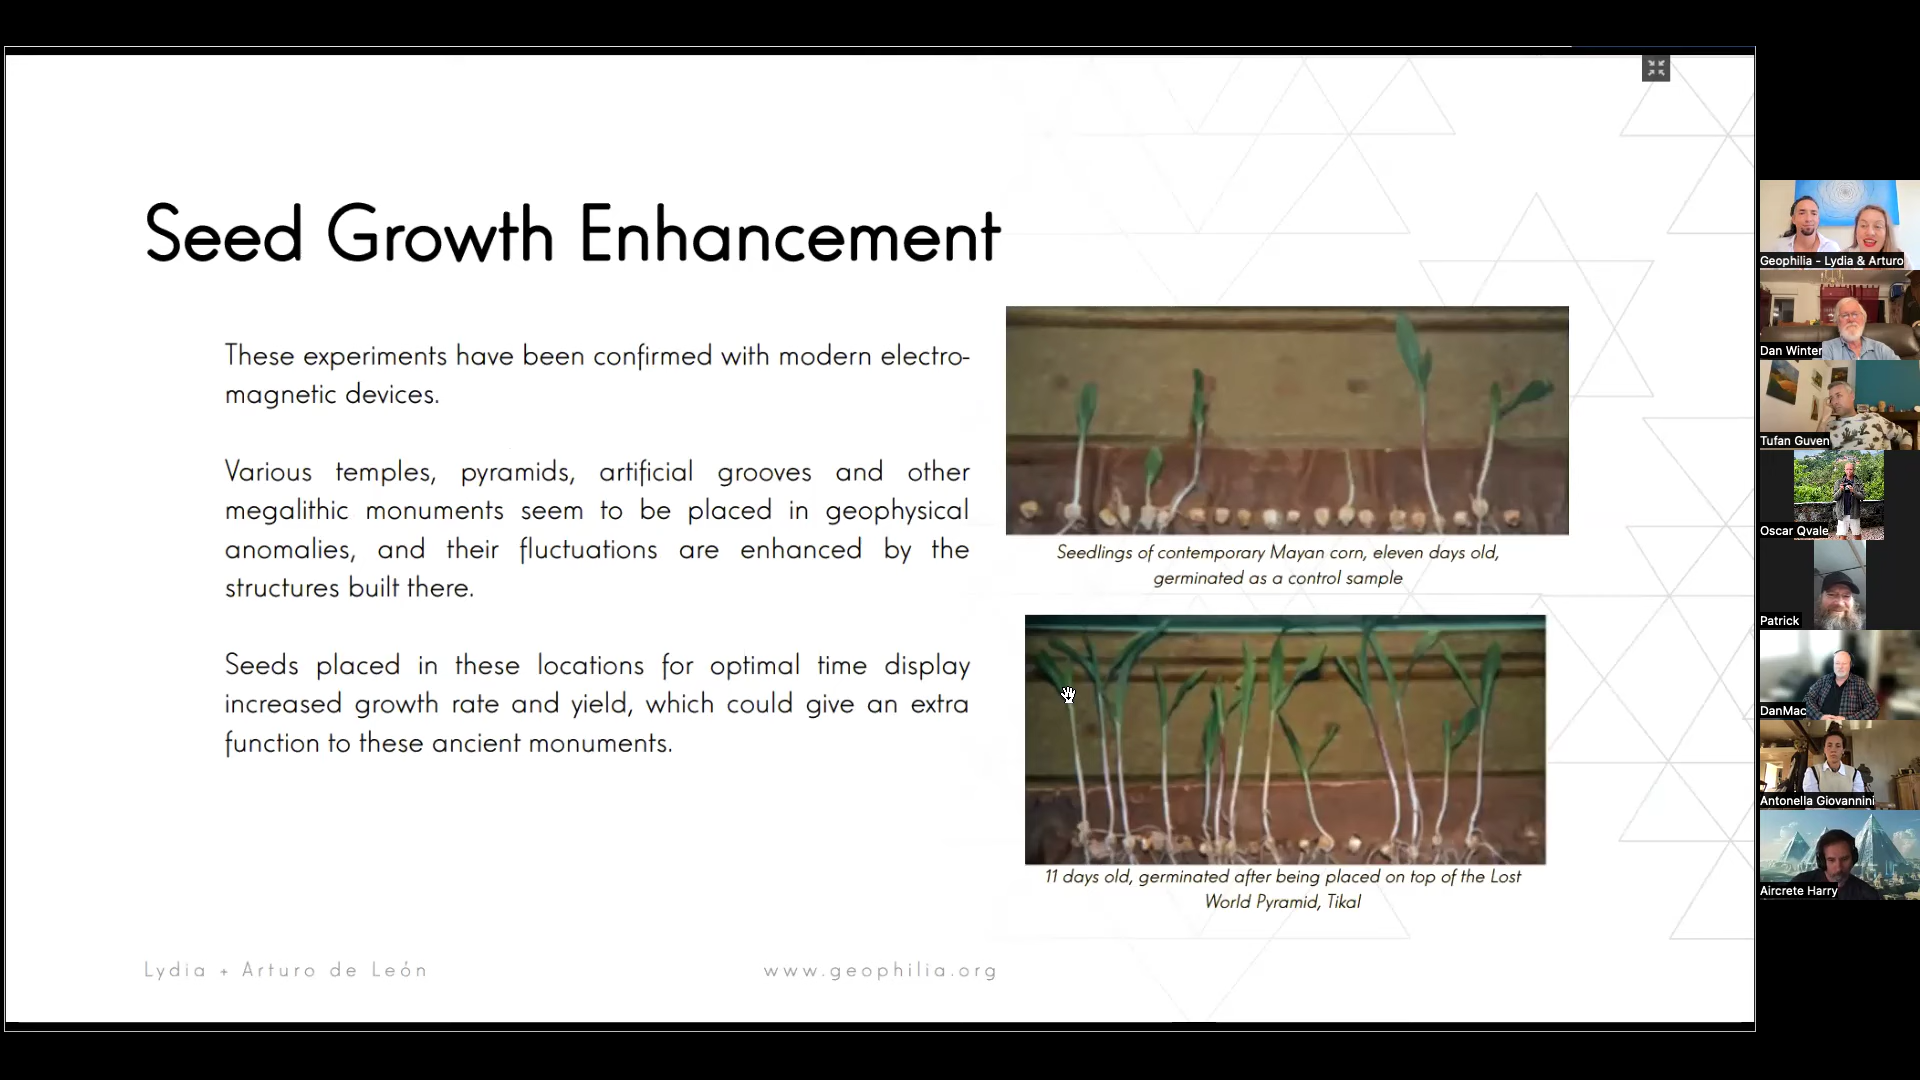 Seed Growth Enhancement
These experiments have been confirmed with modern electro-
magnetic devices.
Various temples, pyramids, artificial grooves and other
megalithic monuments seem to be placed in geophysical
anomalies, and their fluctuations are enhanced by the
structures built there.
Seeds placed in these locations for optimal time display
increased growth rate and yield, which could give an extra
function to these ancient monuments.
Seedlings of contemporary Mayan corn, eleven days old,
germinated as a control sample
11 days old, germinated after being placed on top of the Lost
World Pyramid, Tikal
Lydia + Arturo de León
www.geophilia.org
Geophilia - Lydia & Arturo
Dan Winter
Tufan Guven
Oscar Qvale
Patrick
DanMac
Antonella Giovannini
Aircrete Harry